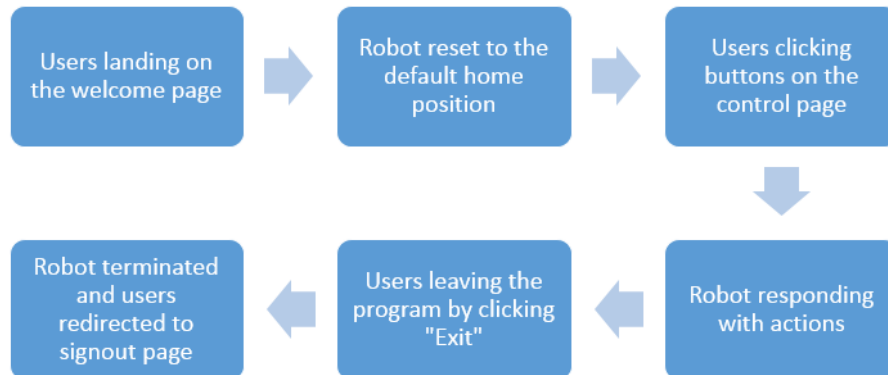 Users landing on
the welcome page
Robot reset to the
default home
position
Users clicking
buttons on the
control page
Robot responding
with actions
Users leaving the
program by clicking
"Exit"
Robot terminated
and users
redirected to
signout page